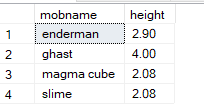 mobname height
1 enderman 2.90
2 ghast 4.00
3 magma cube 2.08
4 slime 2.08